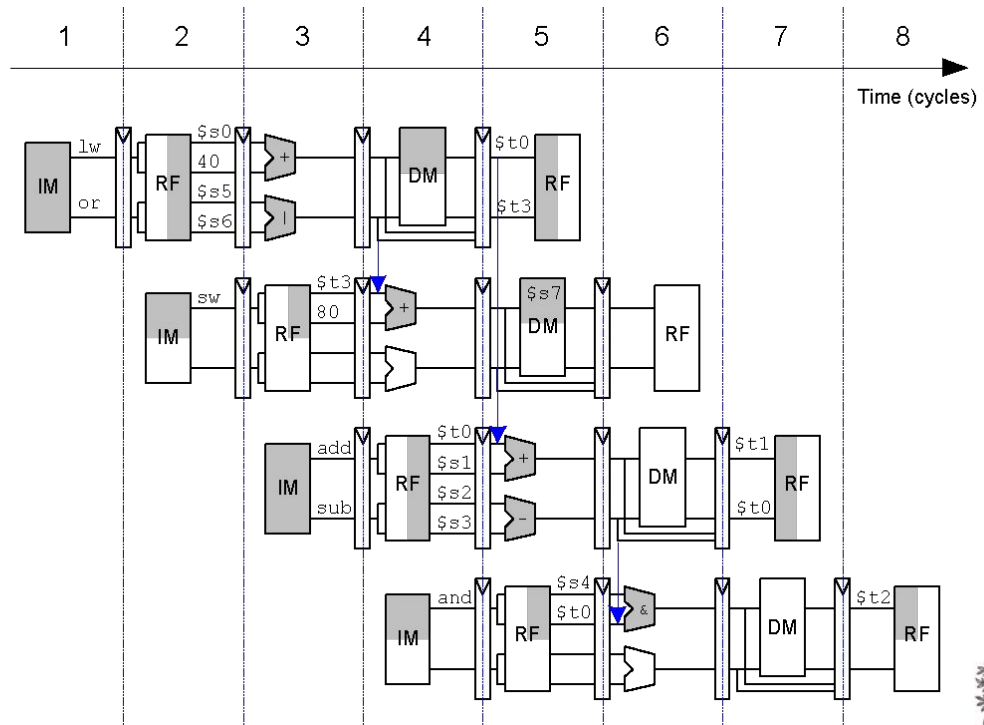 1 2 3 4 5 6 7 8
Time (cycles)
IM lw RF $s0 + DM $t0 RF
40
or $s5 | $t3
$s6
IM sw RF $t3 + $s7 DM RF
80
IM add RF $t0 + DM $t1 RF
$s1
sub $s2 - $t0
$s3
IM and RF $s4 & DM $t2 RF
$t0